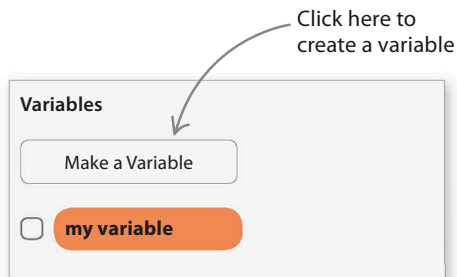 Click here to
create a variable
Variables
Make a Variable
my variable